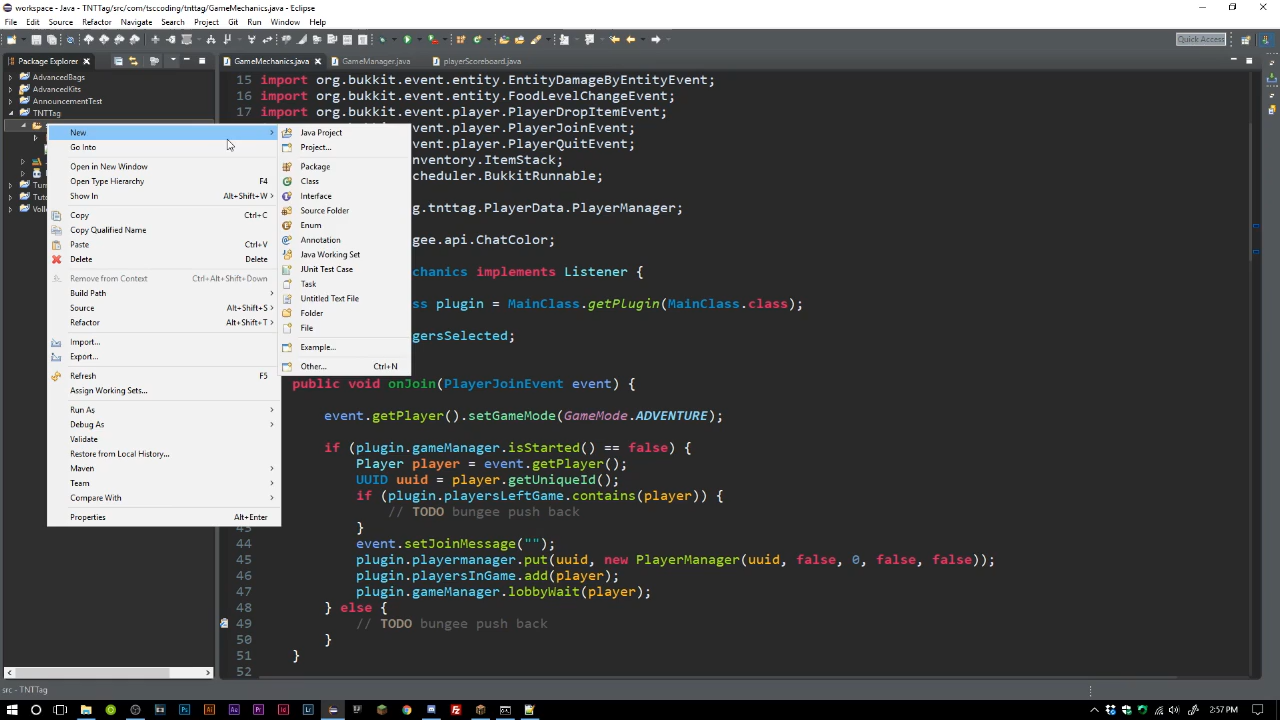 workspace - Java - TNTTag/src/com/tsccoding/tnttag/GameMechanics.java - Eclipse
File Edit Source Refactor Navigate Search Project Git Run Window Help
Quick Access
Package Explorer
GameMechanics.java GameManager.java playerScoreboard.java
AdvancedBags
AdvancedKits
AnnouncementTest
TNTTag
New
Go Into
Open in New Window
Open Type Hierarchy F4
Show In Alt+Shift+W
Copy Ctrl+C
Copy Qualified Name
Paste Ctrl+V
Delete Delete
Remove from Context Ctrl+Alt+Shift+Down
Build Path
Source Alt+Shift+S
Refactor Alt+Shift+T
Import...
Export...
Refresh F5
Assign Working Sets...
Run As
Debug As
Validate
Restore from Local History...
Maven
Team
Compare With
Properties Alt+Enter
Java Project
Project...
Package
Class
Interface
Source Folder
Enum
Annotation
Java Working Set
JUnit Test Case
Task
Untitled Text File
Folder
File
Example...
Other... Ctrl+N
15 import org.bukkit.event.entity.EntityDamageByEntityEvent;
16 import org.bukkit.event.entity.FoodLevelChangeEvent;
17 import org.bukkit.event.player.PlayerDropItemEvent;
.bukkit.event.player.PlayerJoinEvent;
.bukkit.event.player.PlayerQuitEvent;
.ItemStack;
.BukkitRunnable;
g.tnttag.PlayerData.PlayerManager;
gee.api.ChatColor;
implements Listener {
plugin = MainClass.getPlugin(MainClass.class);
gersSelected;
public void onJoin(PlayerJoinEvent event) {
event.getPlayer().setGameMode(GameMode.ADVENTURE);
if (plugin.gameManager.isStarted() == false) {
Player player = event.getPlayer();
UUID uuid = player.getUniqueId();
if (plugin.playersLeftGame.contains(player)) {
// TODO bungee push back
}
44 event.setJoinMessage("");
45 plugin.playermanager.put(uuid, new PlayerManager(uuid, false, 0, false, false));
46 plugin.playersInGame.add(player);
47 plugin.gameManager.lobbyWait(player);
48 } else {
49 // TODO bungee push back
50 }
51 }
52
src - TNTTag
2:57 PM